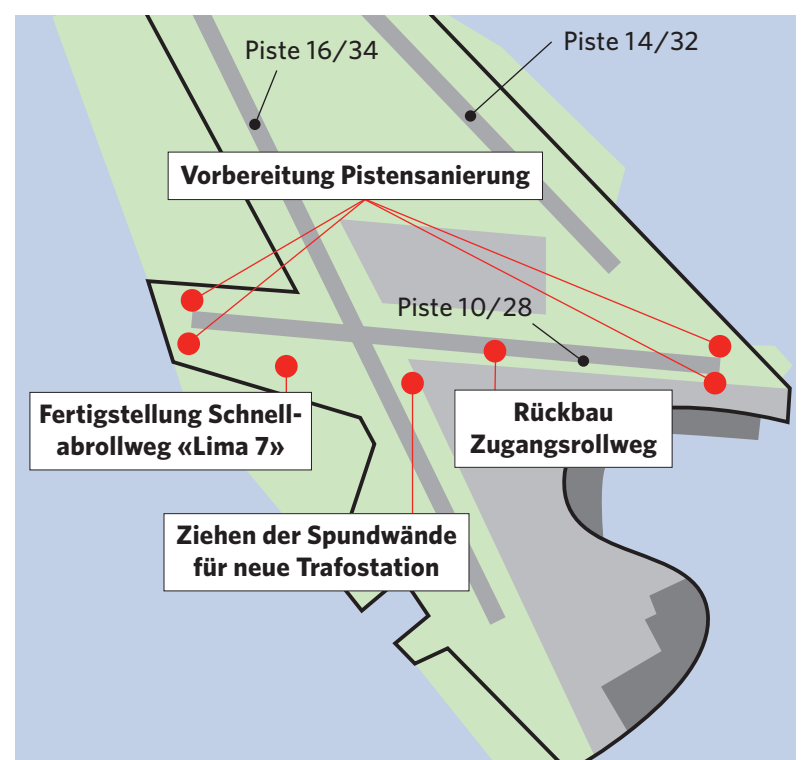 Piste 16/34
Piste 14/32
Vorbereitung Pistensanierung
Piste 10/28
Fertigstellung Schnell-
abrollweg «Lima 7»
Rückbau
Zugangsrollweg
Ziehen der Spundwände
für neue Trafostation